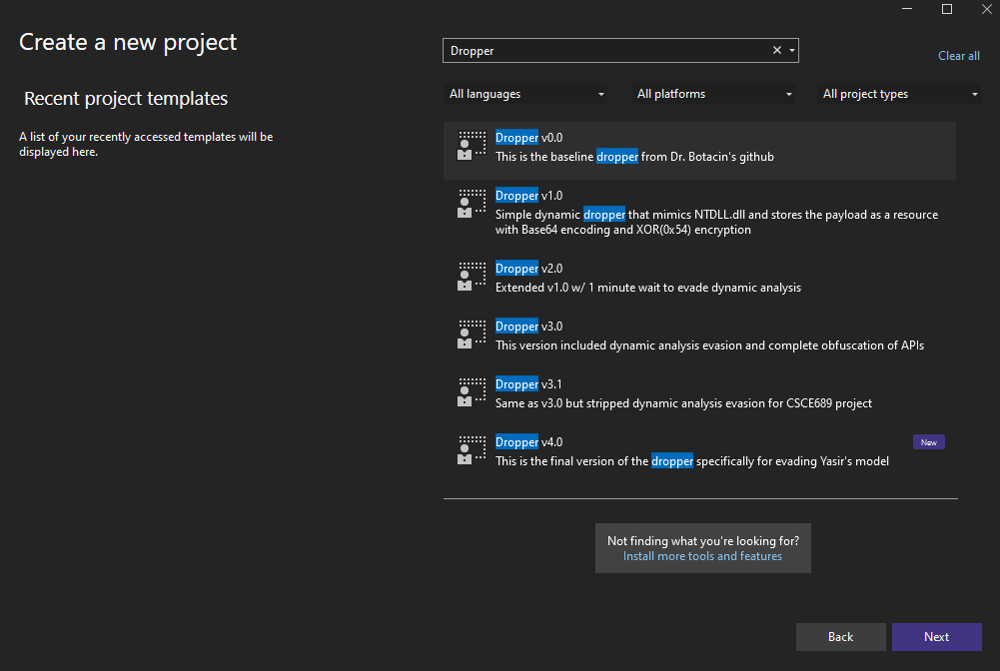 Create a new project
Recent project templates
A list of your recently accessed templates will be
displayed here.
Dropper
Clear all
All languages
All platforms
All project types
Dropper v0.0
This is the baseline dropper from Dr. Botacin's github
Dropper v1.0
Simple dynamic dropper that mimics NTDLL.dll and stores the payload as a resource
with Base64 encoding and XOR(0x54) encryption
Dropper v2.0
Extended v1.0 w/ 1 minute wait to evade dynamic analysis
Dropper v3.0
This version included dynamic analysis evasion and complete obfuscation of APIs
Dropper v3.1
Same as v3.0 but stripped dynamic analysis evasion for CSCE689 project
Dropper v4.0
New
This is the final version of the dropper specifically for evading Yasir's model
Not finding what you're looking for?
Install more tools and features
Back
Next